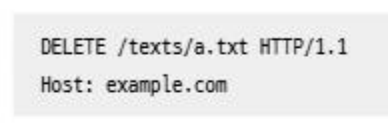 DELETE /texts/a.txt HTTP/1.1
Host: example.com